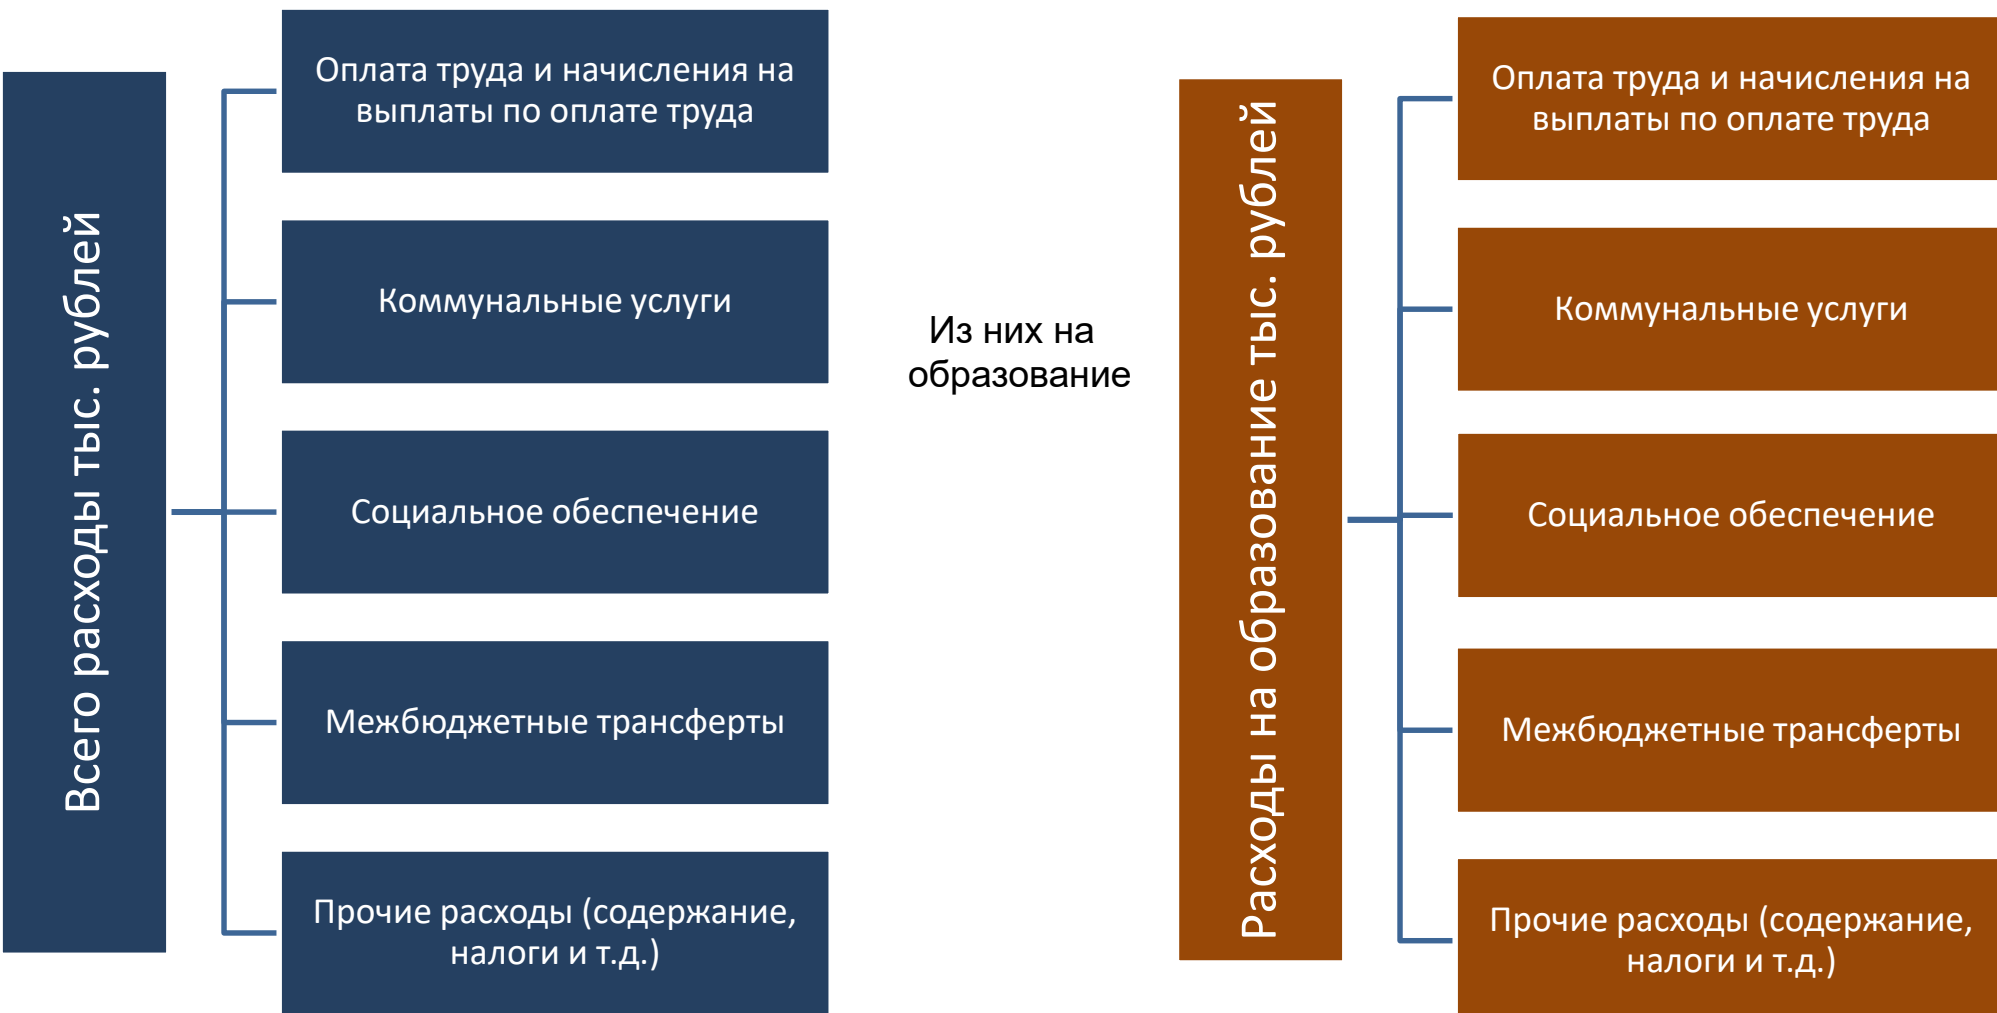 Всего расходы тыс. рублей
Оплата труда и начисления на
выплаты по оплате труда
Коммунальные услуги
Социальное обеспечение
Межбюджетные трансферты
Прочие расходы (содержание,
налоги и т.д.)
Из них на
образование
Расходы на образование тыс. рублей
Оплата труда и начисления на
выплаты по оплате труда
Коммунальные услуги
Социальное обеспечение
Межбюджетные трансферты
Прочие расходы (содержание,
налоги и т.д.)